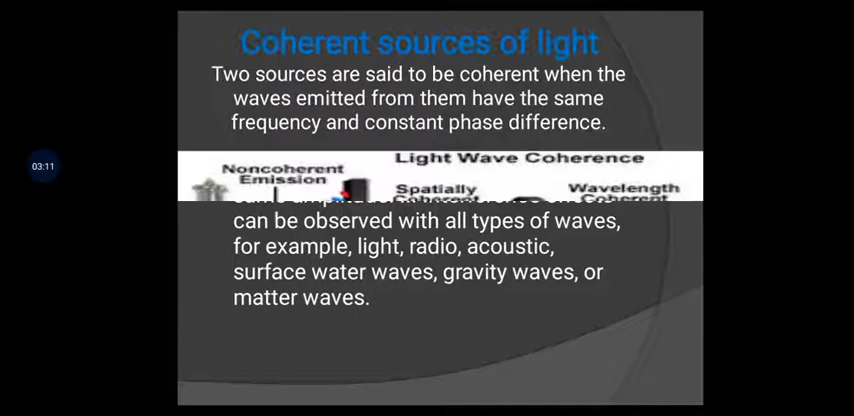 Coherent sources of light
Two sources are said to be coherent when the
waves emitted from them have the same
frequency and constant phase difference.
03:11
Light Wave Coherence
Noncoherent
Emission
Spatially
Wavelength
can be observed with all types of waves,
for example, light, radio, acoustic,
surface water waves, gravity waves, or
matter waves.